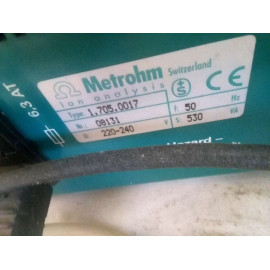 6.3 AT
Metrohm Switzerland
ion analysis
Type 1.705.0017 f: 50 Hz
Nr. 08131 S: 530 VA
U: 220-240 V
CE
Hazard -